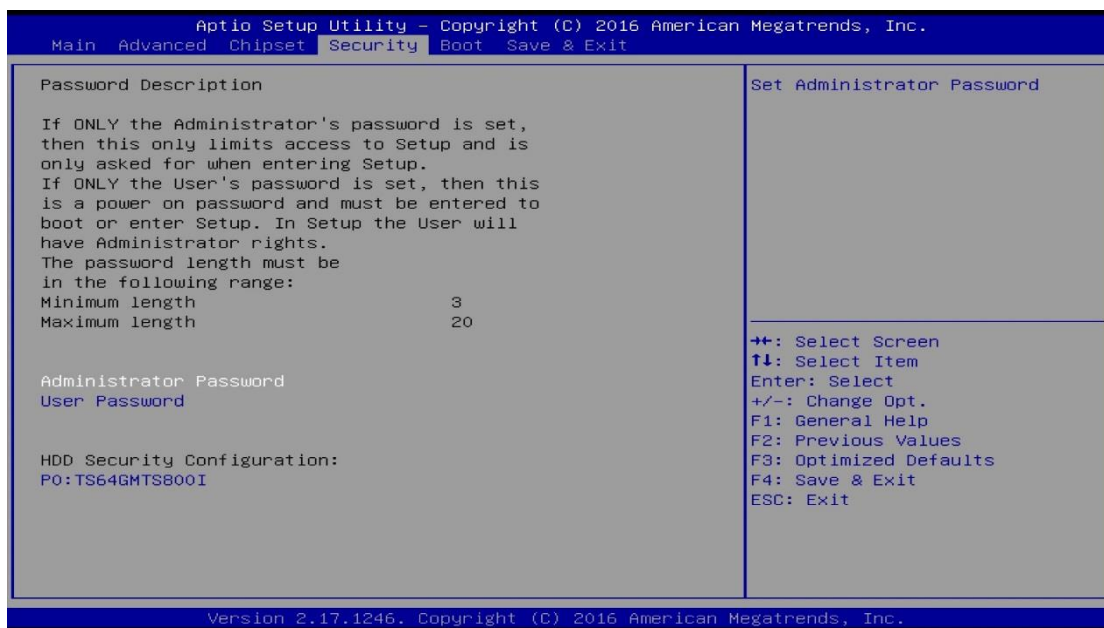 Aptio Setup Utility – Copyright (C) 2016 American Megatrends, Inc.
Main Advanced Chipset Security Boot Save & Exit
Password Description
If ONLY the Administrator's password is set,
then this only limits access to Setup and is
only asked for when entering Setup.
If ONLY the User's password is set, then this
is a power on password and must be entered to
boot or enter Setup. In Setup the User will
have Administrator rights.
The password length must be
in the following range:
Minimum length 3
Maximum length 20
Administrator Password
User Password
HDD Security Configuration:
P0:TS64GMTS800I
Set Administrator Password
→←: Select Screen
↑↓: Select Item
Enter: Select
+/-: Change Opt.
F1: General Help
F2: Previous Values
F3: Optimized Defaults
F4: Save & Exit
ESC: Exit
Version 2.17.1246. Copyright (C) 2016 American Megatrends, Inc.